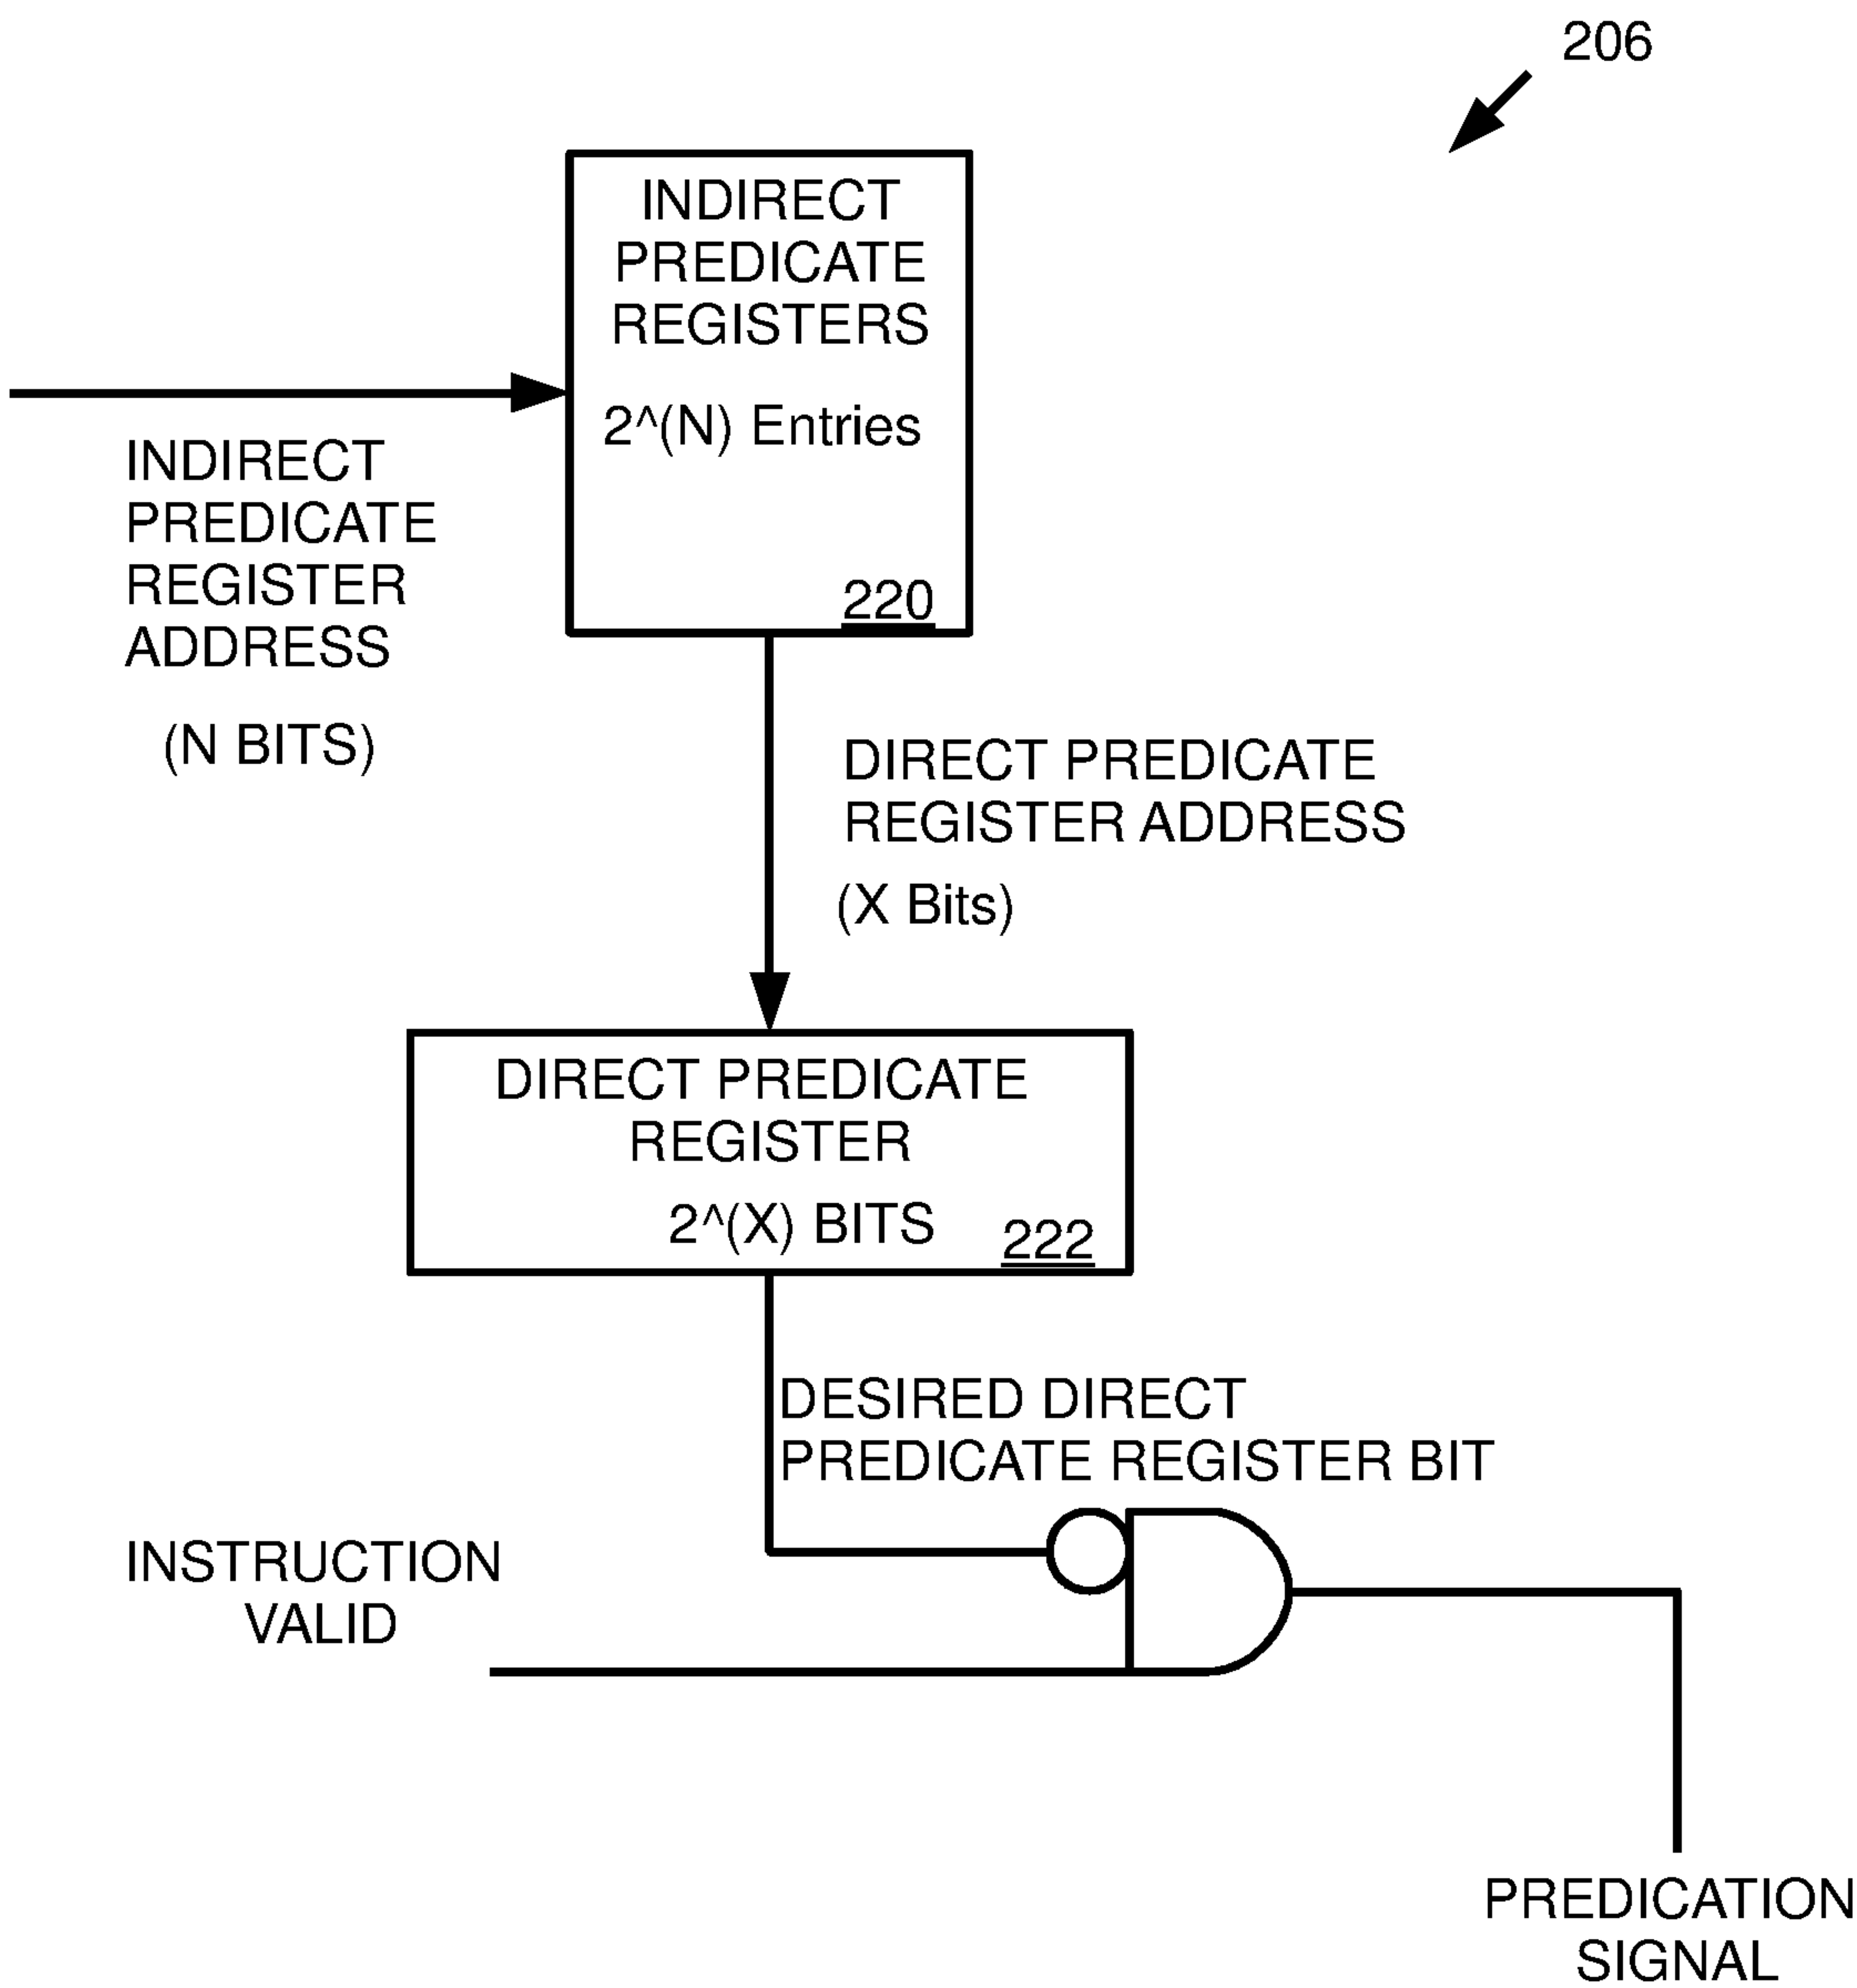 206
INDIRECT
PREDICATE
REGISTERS
2^(N) Entries
220
INDIRECT
PREDICATE
REGISTER
ADDRESS
(N BITS)
DIRECT PREDICATE
REGISTER ADDRESS
(X Bits)
DIRECT PREDICATE
REGISTER
2^(X) BITS
222
DESIRED DIRECT
PREDICATE REGISTER BIT
INSTRUCTION
VALID
PREDICATION
SIGNAL